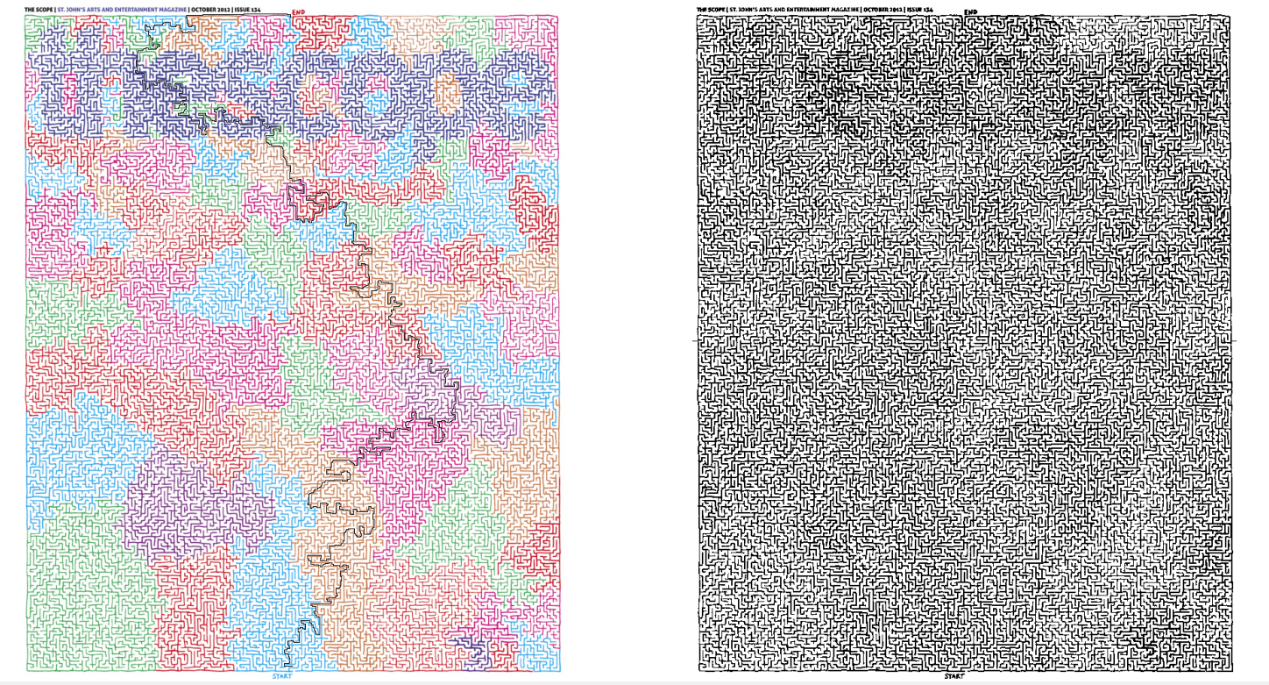 THE SCOPE | ST. JOHN'S ARTS AND ENTERTAINMENT MAGAZINE | OCTOBER 2012 | ISSUE 134
END
START
THE SCOPE | ST. JOHN'S ARTS AND ENTERTAINMENT MAGAZINE | OCTOBER 2012 | ISSUE 134
END
START